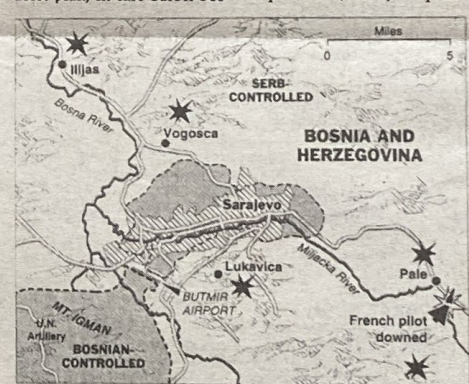 Miles
0 5
Ilijas
SERB-
CONTROLLED
Bosna River
Vogosca
BOSNIA AND
HERZEGOVINA
Sarajevo
Miljacka River
Lukavica
Pale
BUTMIR
AIRPORT
MT. IGMAN
U.N.
Artillery
French pilot
downed
BOSNIAN-
CONTROLLED